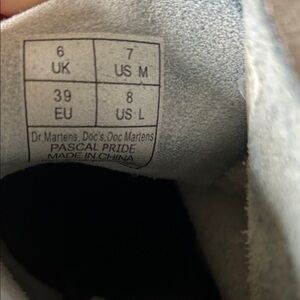 6 7
UK US M
39 8
EU US L
Dr.Martens, Doc's, Doc Martens
PASCAL PRIDE
MADE IN CHINA